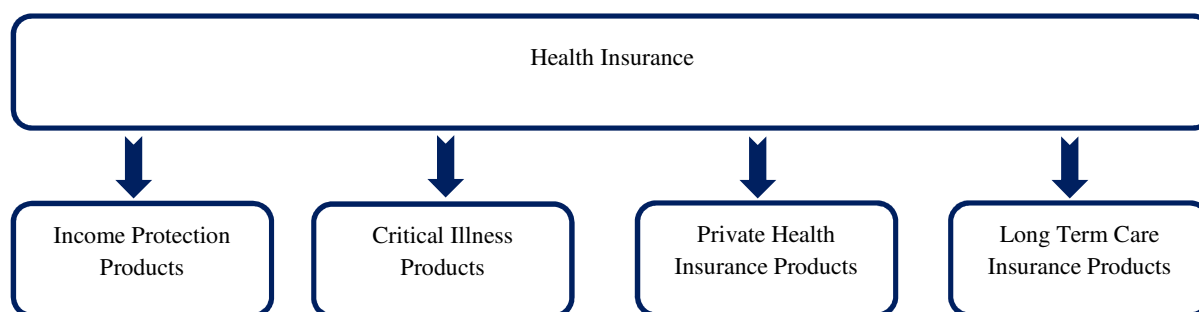 Health Insurance
Income Protection
Products
Critical Illness
Products
Private Health
Insurance Products
Long Term Care
Insurance Products